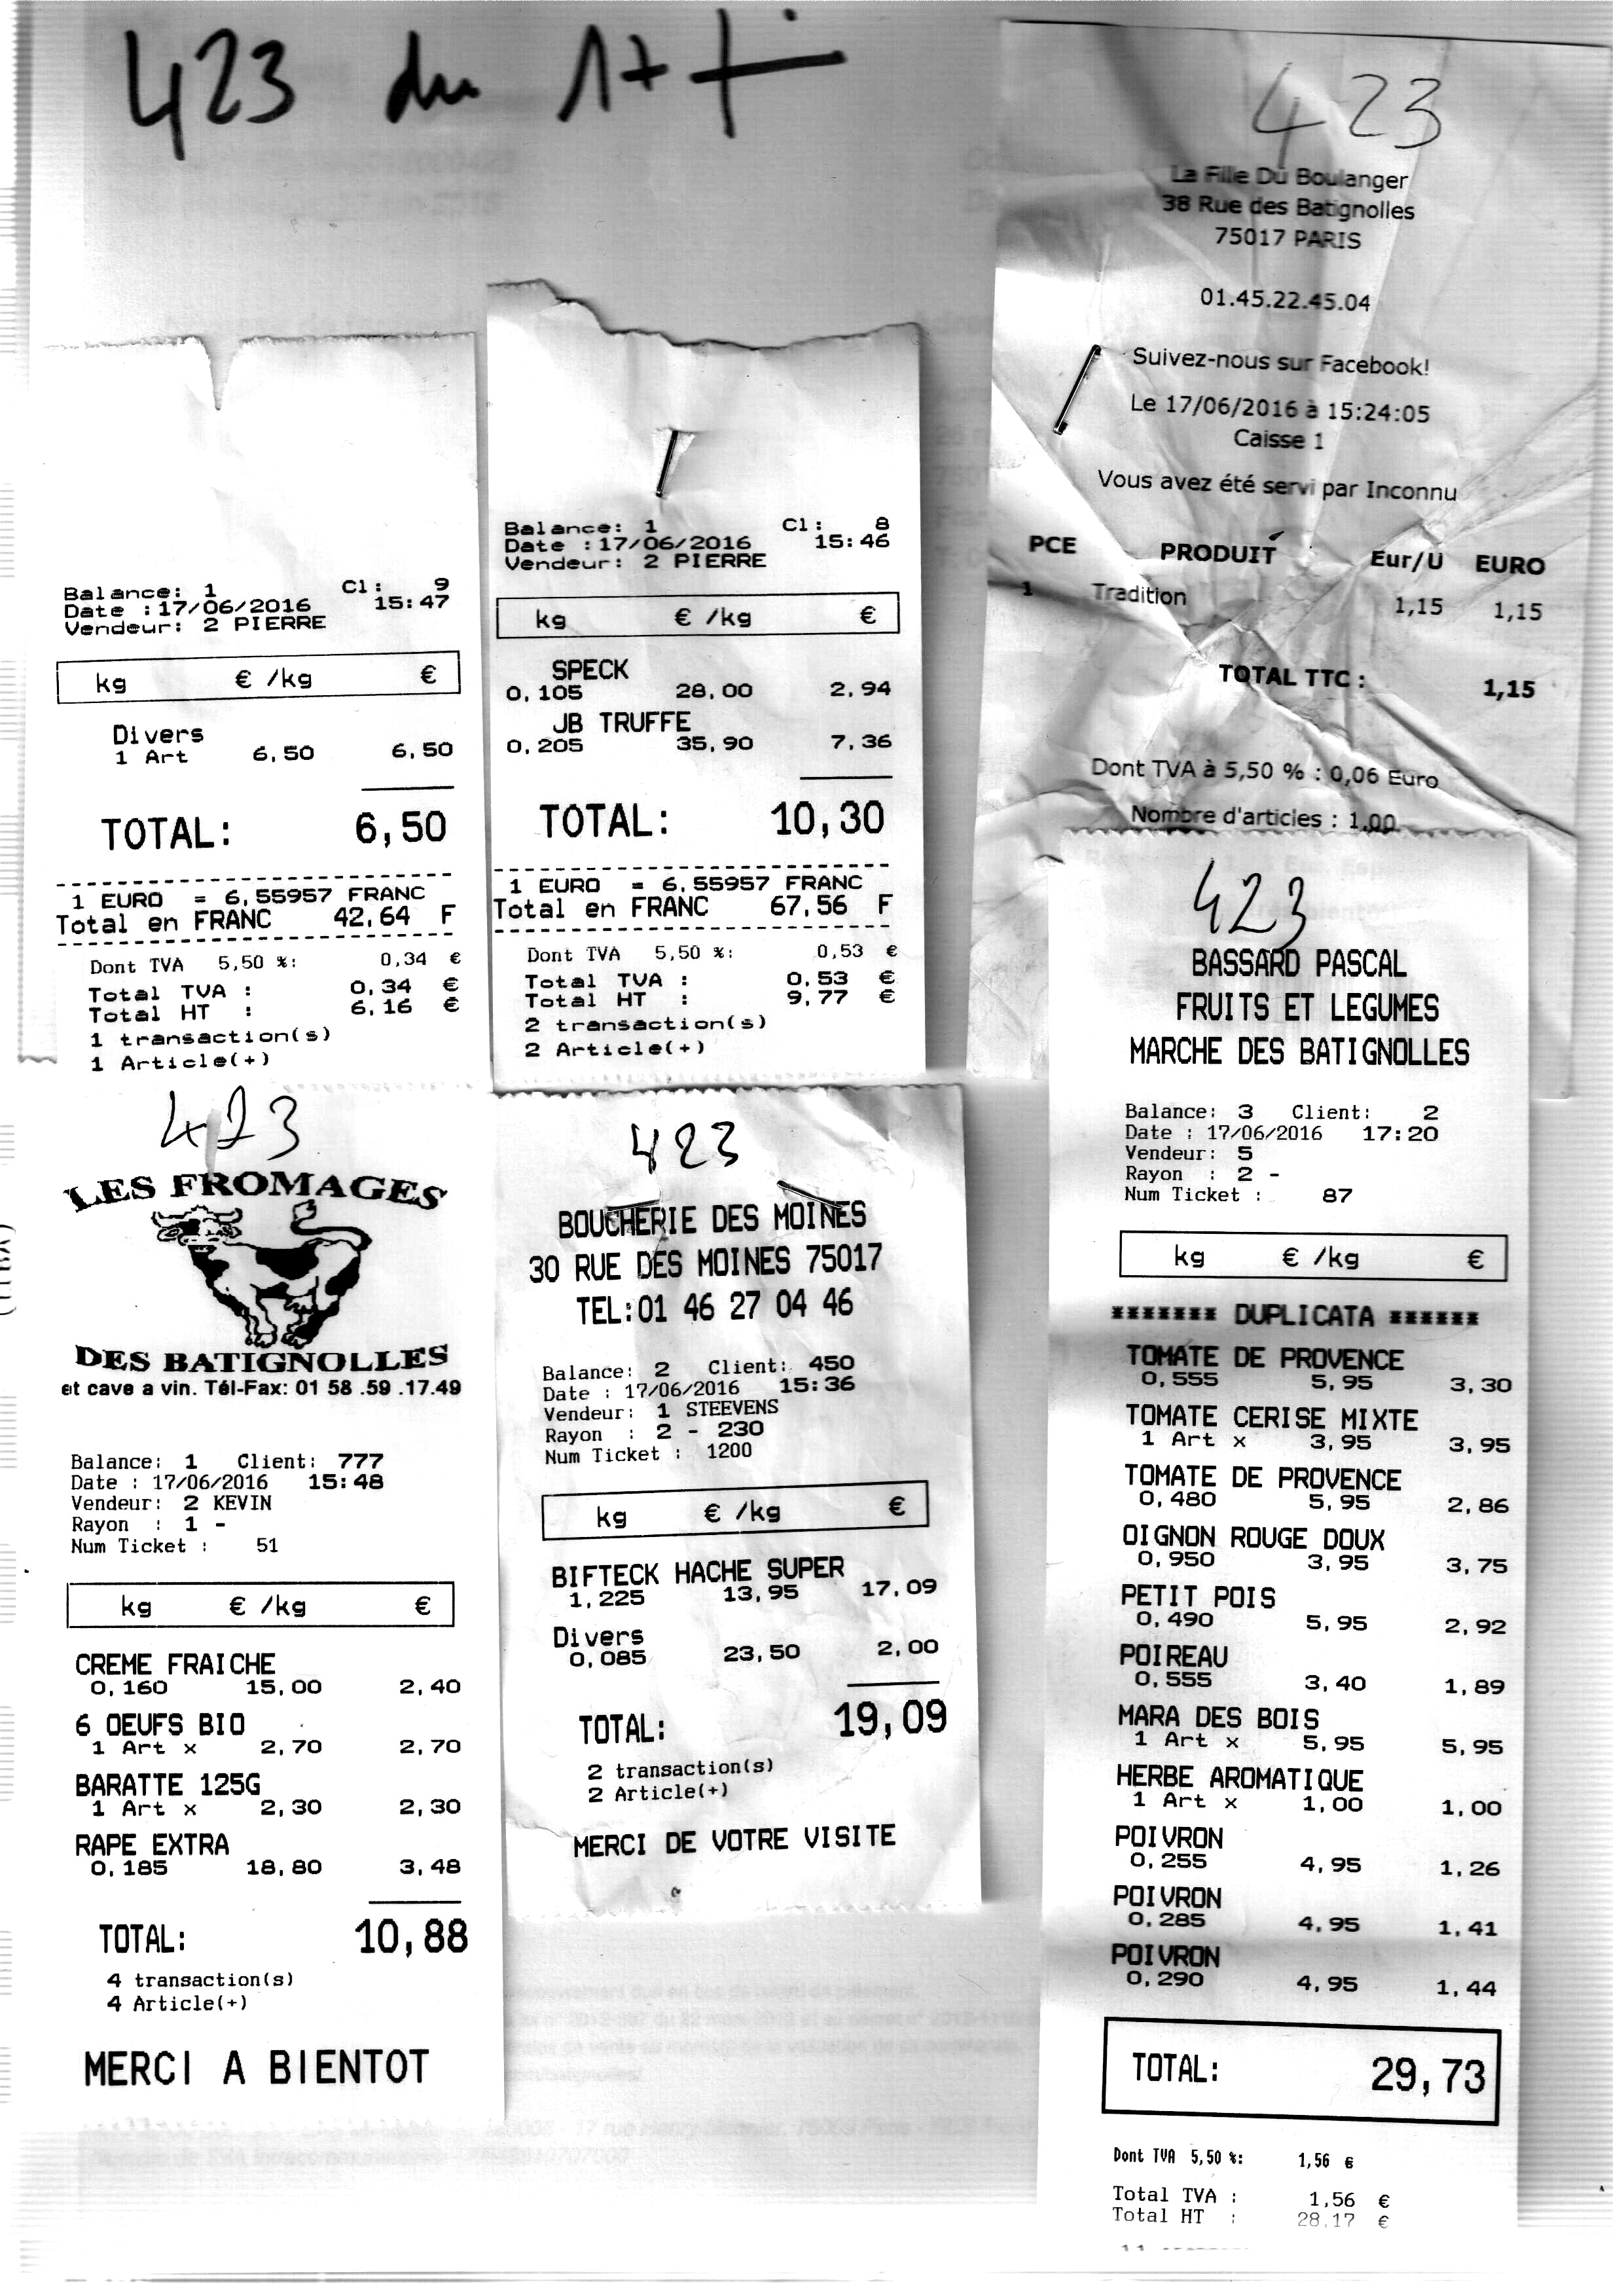 423 du 17
Balance: 1 Cl: 9
Date :17/06/2016 15:47
Vendeur: 2 PIERRE
kg € /kg €
Divers
1 Art 6,50 6,50
TOTAL: 6,50
1 EURO = 6,55957 FRANC
Total en FRANC 42,64 F
Dont TVA 5,50 %: 0,34 €
Total TVA : 0,34 €
Total HT : 6,16 €
1 transaction(s)
1 Article(+)
Balance: 1 Cl: 8
Date :17/06/2016 15:46
Vendeur: 2 PIERRE
kg € /kg €
SPECK
0,105 28,00 2,94
JB TRUFFE
0,205 35,90 7,36
TOTAL: 10,30
1 EURO = 6,55957 FRANC
Total en FRANC 67,56 F
Dont TVA 5,50 %: 0,53 €
Total TVA : 0,53 €
Total HT : 9,77 €
2 transaction(s)
2 Article(+)
423
La Fille Du Boulanger
38 Rue des Batignolles
75017 PARIS
01.45.22.45.04
Suivez-nous sur Facebook!
Le 17/06/2016 à 15:24:05
Caisse 1
Vous avez été servi par Inconnu
PCE PRODUIT Eur/U EURO
1 Tradition 1,15 1,15
TOTAL TTC : 1,15
Dont TVA à 5,50 % : 0,06 Euro
Nombre d'articles : 1,00
423
LES FROMAGES
DES BATIGNOLLES
et cave a vin. Tél-Fax: 01 58 .59 .17.49
Balance: 1 Client: 777
Date : 17/06/2016 15:48
Vendeur: 2 KEVIN
Rayon : 1 -
Num Ticket : 51
kg € /kg €
CREME FRAICHE
0,160 15,00 2,40
6 OEUFS BIO
1 Art x 2,70 2,70
BARATTE 125G
1 Art x 2,30 2,30
RAPE EXTRA
0,185 18,80 3,48
TOTAL: 10,88
4 transaction(s)
4 Article(+)
MERCI A BIENTOT
423
BOUCHERIE DES MOINES
30 RUE DES MOINES 75017
TEL:01 46 27 04 46
Balance: 2 Client: 450
Date : 17/06/2016 15:36
Vendeur: 1 STEEVENS
Rayon : 2 - 230
Num Ticket : 1200
kg € /kg €
BIFTECK HACHE SUPER
1,225 13,95 17,09
Divers
0,085 23,50 2,00
TOTAL: 19,09
2 transaction(s)
2 Article(+)
MERCI DE VOTRE VISITE
423
BASSARD PASCAL
FRUITS ET LEGUMES
MARCHE DES BATIGNOLLES
Balance: 3 Client: 2
Date : 17/06/2016 17:20
Vendeur: 5
Rayon : 2 -
Num Ticket : 87
kg € /kg €
******* DUPLICATA ******
TOMATE DE PROVENCE
0,555 5,95 3,30
TOMATE CERISE MIXTE
1 Art x 3,95 3,95
TOMATE DE PROVENCE
0,480 5,95 2,86
OIGNON ROUGE DOUX
0,950 3,95 3,75
PETIT POIS
0,490 5,95 2,92
POIREAU
0,555 3,40 1,89
MARA DES BOIS
1 Art x 5,95 5,95
HERBE AROMATIQUE
1 Art x 1,00 1,00
POIVRON
0,255 4,95 1,26
POIVRON
0,285 4,95 1,41
POIVRON
0,290 4,95 1,44
TOTAL: 29,73
Dont TVA 5,50 %: 1,56 €
Total TVA : 1,56 €
Total HT : 28,17 €